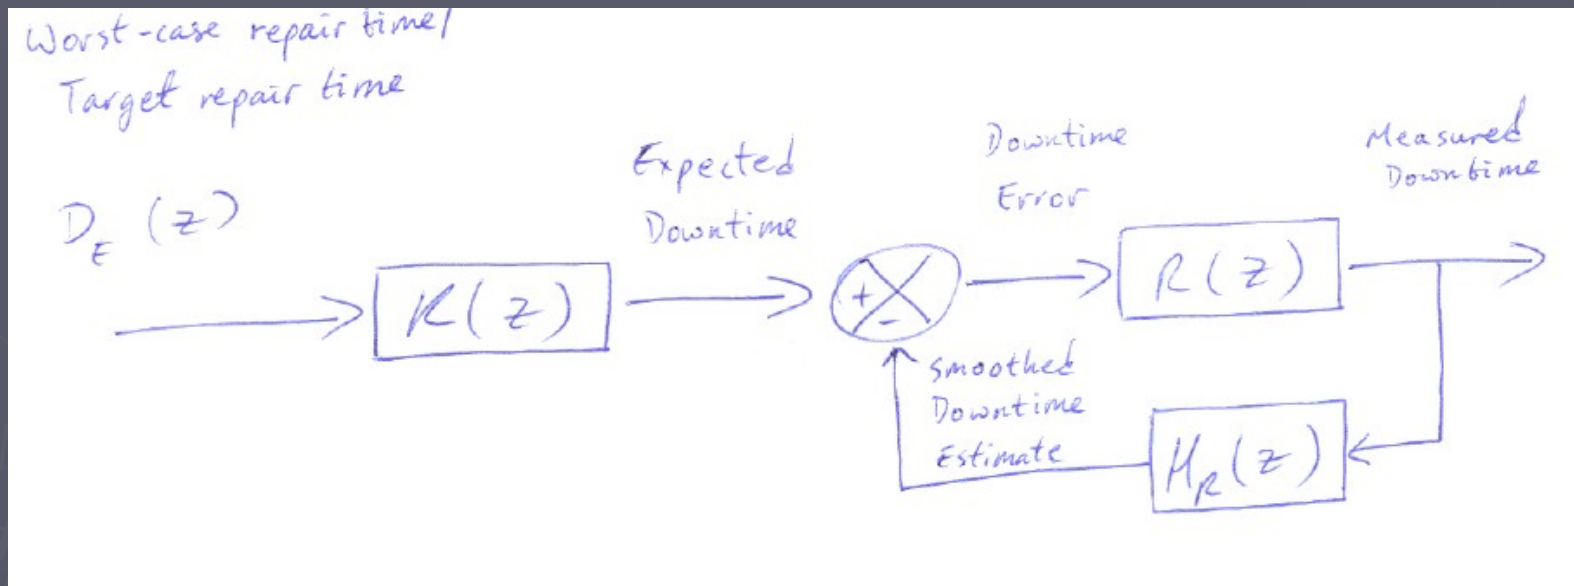 Worst-case repair time/
Target repair time
D_E (z)
K(z)
Expected
Downtime
+
-
Downtime
Error
R(z)
Measured
Downtime
Smoothed
Downtime
Estimate
H_R(z)